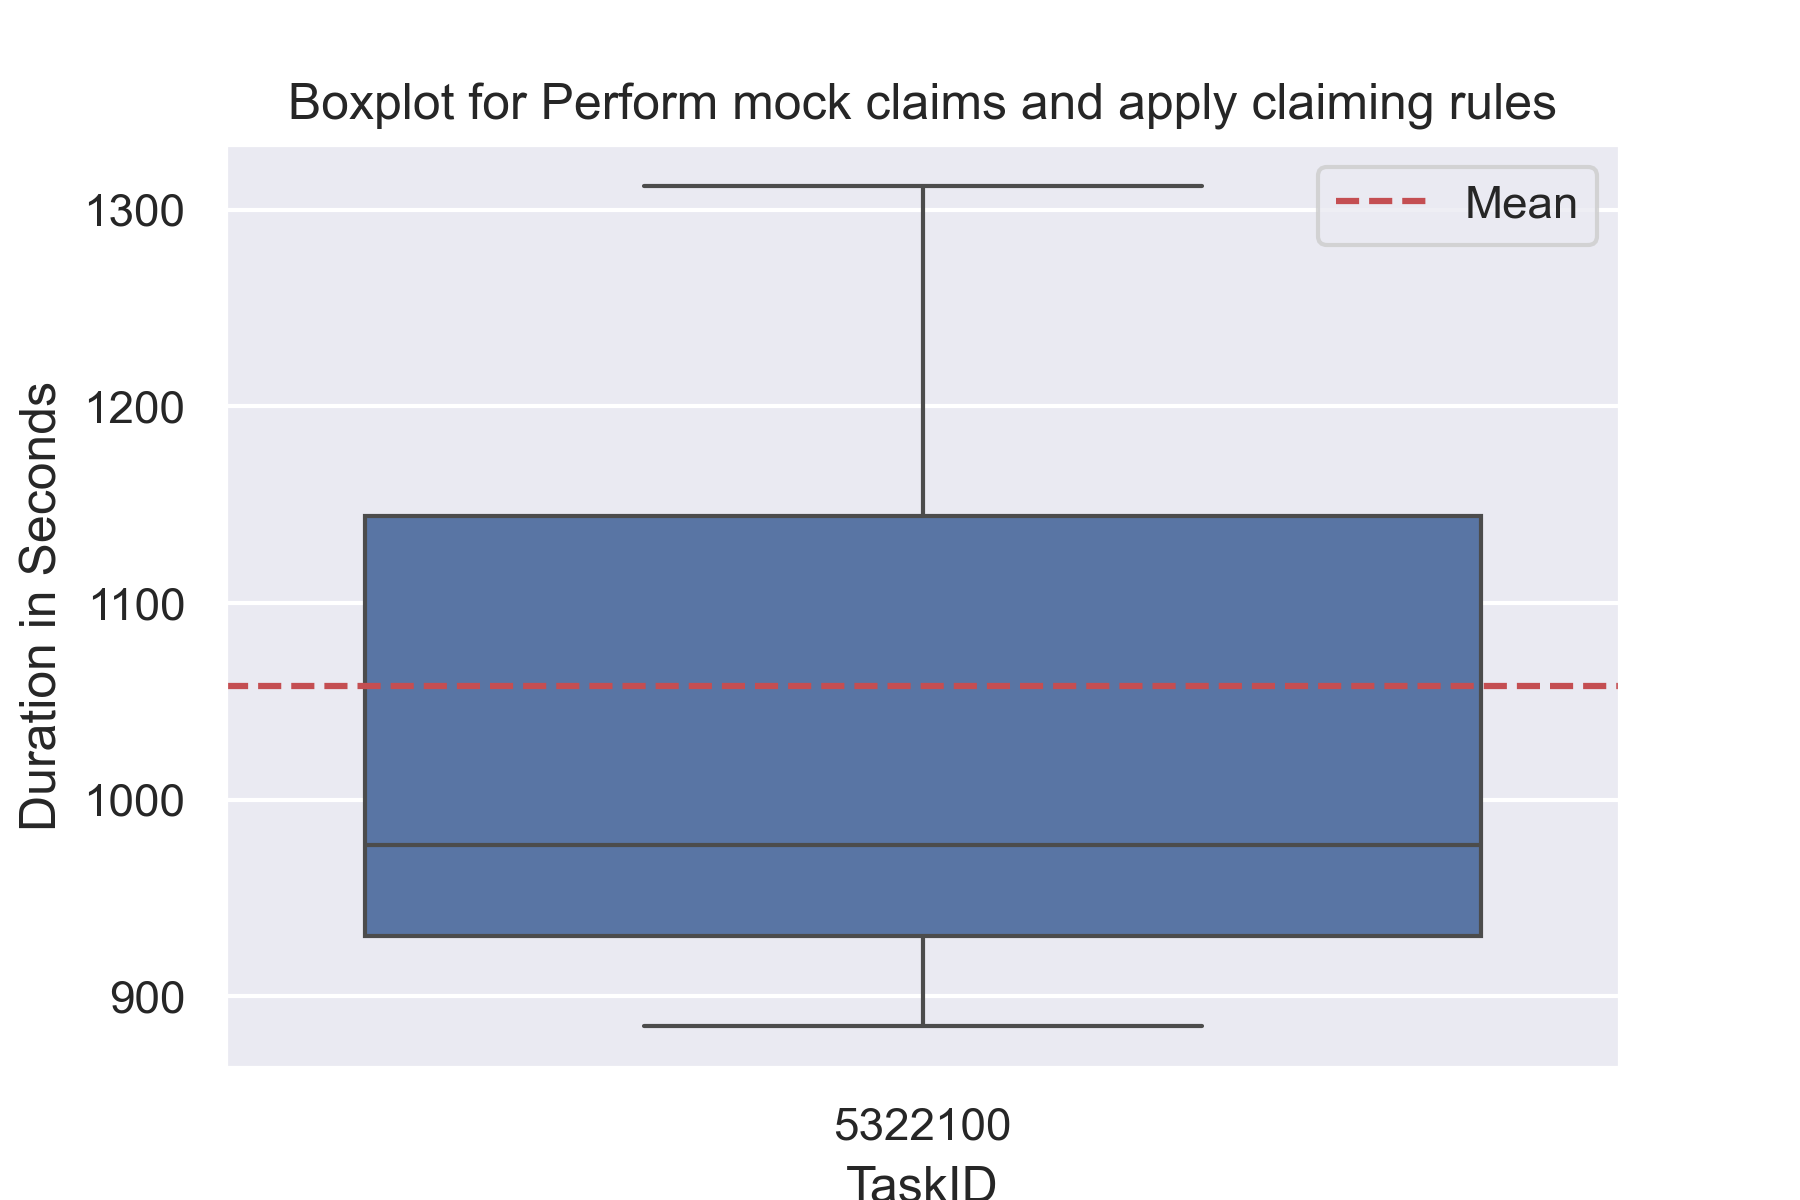 Boxplot for Perform mock claims and apply claiming rules
Mean
1300
1200
1100
1000
900
Duration in Seconds
5322100
TaskID